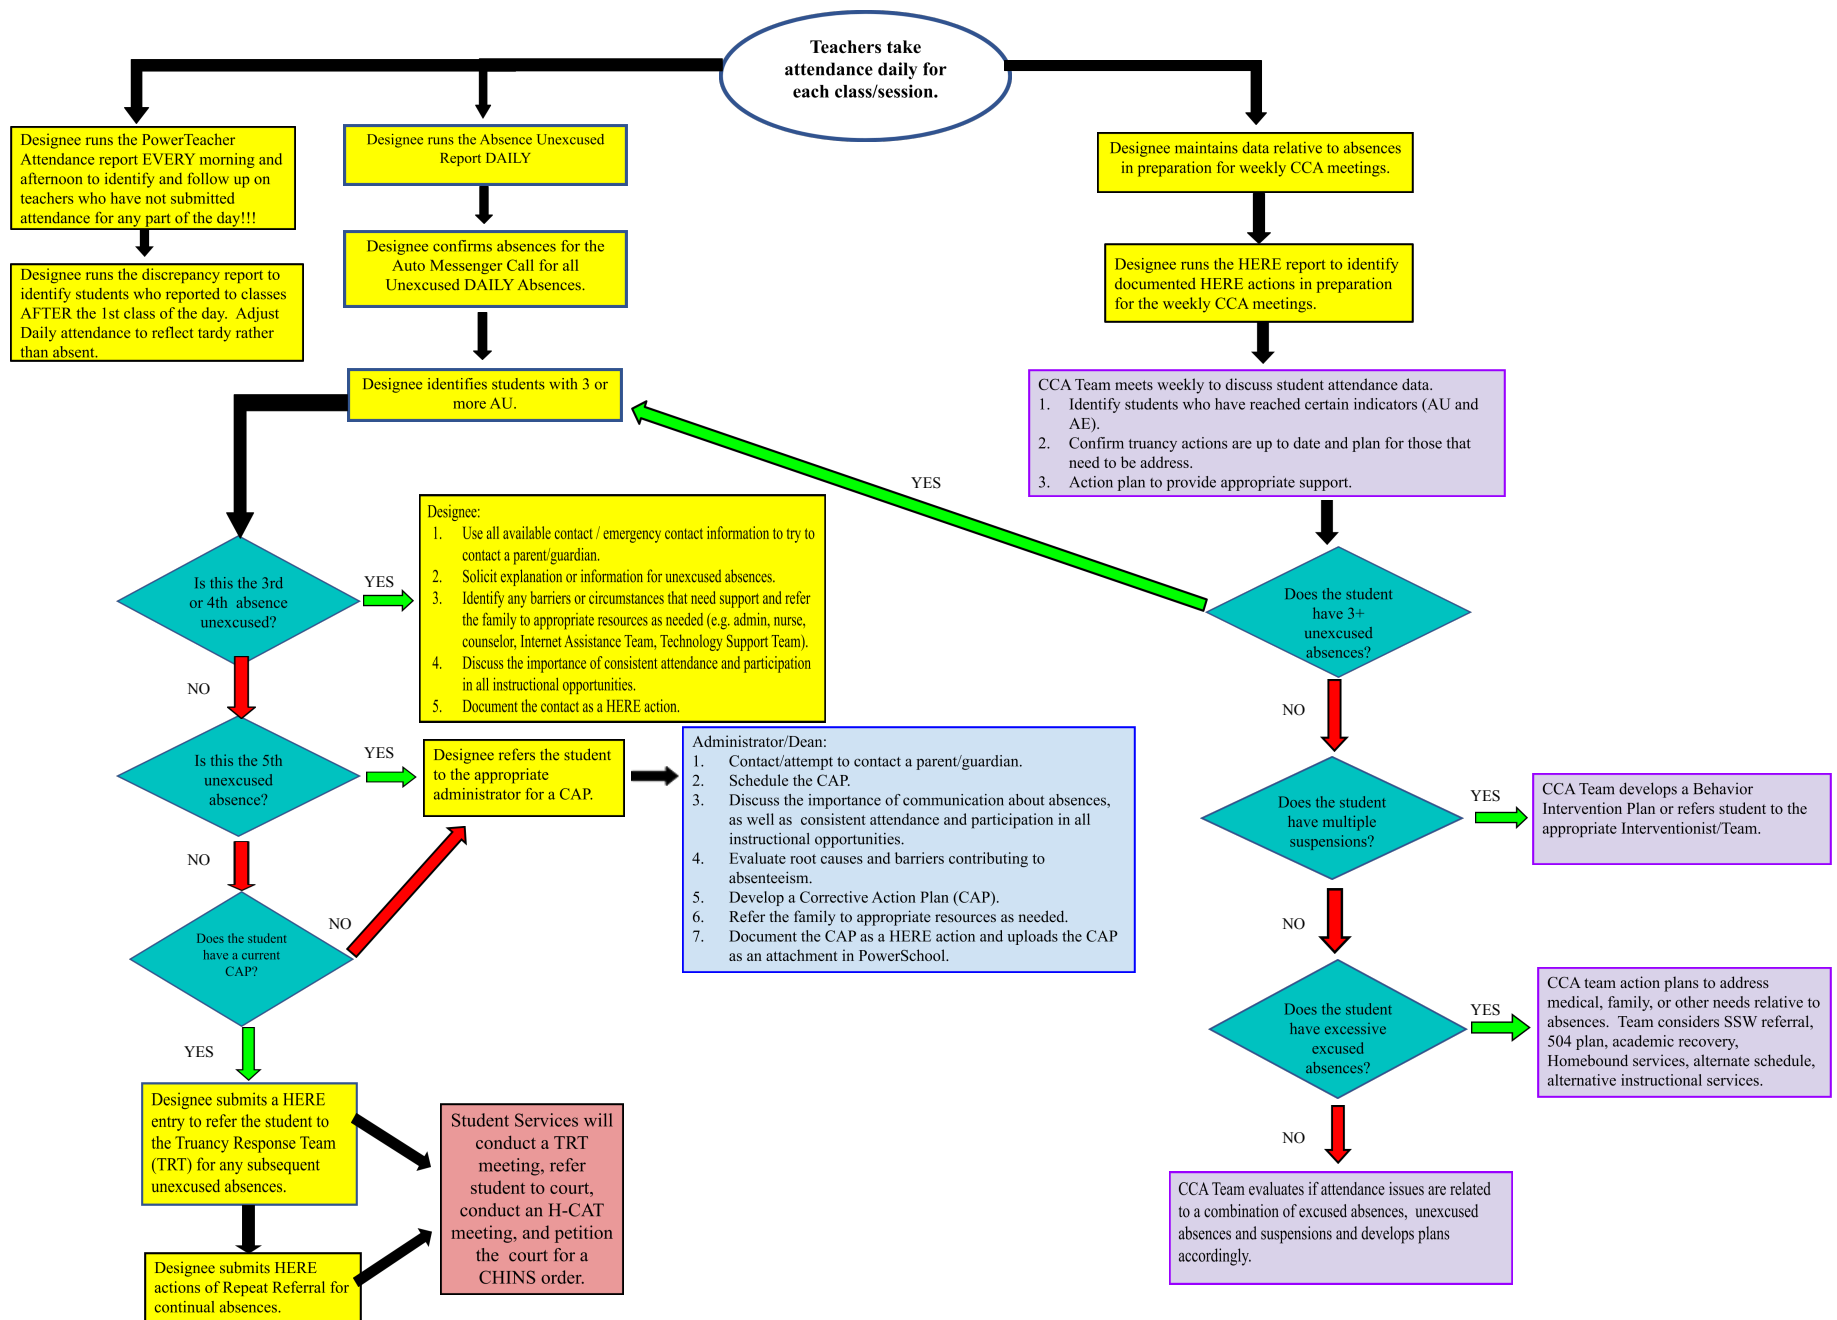 Teachers take
attendance daily for
each class/session.
Designee runs the PowerTeacher
Attendance report EVERY morning and
afternoon to identify and follow up on
teachers who have not submitted
attendance for any part of the day!!!
Designee runs the discrepancy report to
identify students who reported to classes
AFTER the 1st class of the day.  Adjust
Daily attendance to reflect tardy rather
than absent.
Designee runs the Absence Unexcused
Report DAILY
Designee confirms absences for the
Auto Messenger Call for all
Unexcused DAILY Absences.
Designee identifies students with 3 or
more AU.
Designee maintains data relative to absences
in preparation for weekly CCA meetings.
Designee runs the HERE report to identify
documented HERE actions in preparation
for the weekly CCA meetings.
CCA Team meets weekly to discuss student attendance data.
1. Identify students who have reached certain indicators (AU and
AE).
2. Confirm truancy actions are up to date and plan for those that
need to be address.
3. Action plan to provide appropriate support.
YES
Is this the 3rd
or 4th  absence
unexcused?
YES
Designee:
1. Use all available contact / emergency contact information to try to
contact a parent/guardian.
2. Solicit explanation or information for unexcused absences.
3. Identify any barriers or circumstances that need support and refer
the family to appropriate resources as needed (e.g. admin, nurse,
counselor, Internet Assistance Team, Technology Support Team).
4. Discuss the importance of consistent attendance and participation
in all instructional opportunities.
5. Document the contact as a HERE action.
NO
Is this the 5th
unexcused
absence?
YES
Designee refers the student
to the appropriate
administrator for a CAP.
Administrator/Dean:
1. Contact/attempt to contact a parent/guardian.
2. Schedule the CAP.
3. Discuss the importance of communication about absences,
as well as  consistent attendance and participation in all
instructional opportunities.
4. Evaluate root causes and barriers contributing to
absenteeism.
5. Develop a Corrective Action Plan (CAP).
6. Refer the family to appropriate resources as needed.
7. Document the CAP as a HERE action and uploads the CAP
as an attachment in PowerSchool.
NO
Does the student
have a current
CAP?
NO
YES
Designee submits a HERE
entry to refer the student to
the Truancy Response Team
(TRT) for any subsequent
unexcused absences.
Designee submits HERE
actions of Repeat Referral for
continual absences.
Student Services will
conduct a TRT
meeting, refer
student to court,
conduct an H-CAT
meeting, and petition
the  court for a
CHINS order.
Does the student
have 3+
unexcused
absences?
NO
Does the student
have multiple
suspensions?
YES
CCA Team develops a Behavior
Intervention Plan or refers student to the
appropriate Interventionist/Team.
NO
Does the student
have excessive
excused
absences?
YES
CCA team action plans to address
medical, family, or other needs relative to
absences.  Team considers SSW referral,
504 plan, academic recovery,
Homebound services, alternate schedule,
alternative instructional services.
NO
CCA Team evaluates if attendance issues are related
to a combination of excused absences,  unexcused
absences and suspensions and develops plans
accordingly.